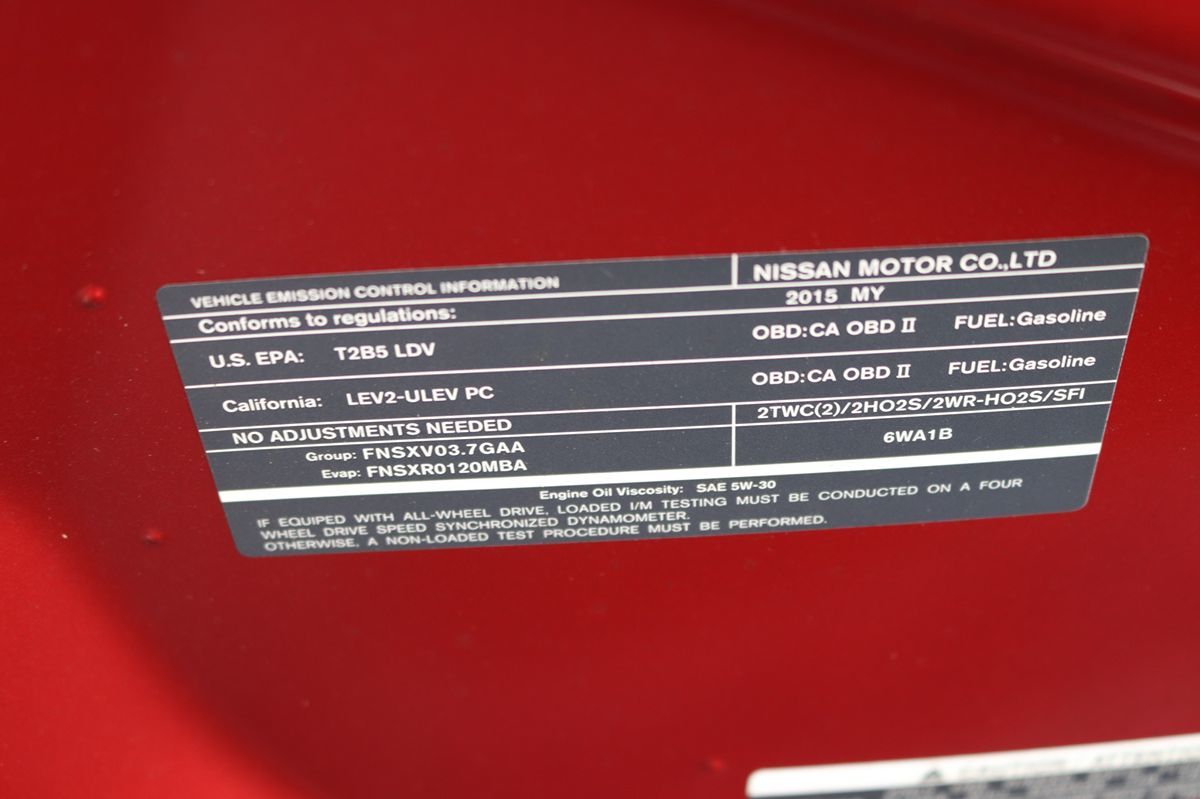 VEHICLE EMISSION CONTROL INFORMATION
NISSAN MOTOR CO.,LTD
Conforms to regulations:
2015 MY
U.S. EPA: T2B5 LDV OBD:CA OBD II FUEL:Gasoline
California: LEV2-ULEV PC OBD:CA OBD II FUEL:Gasoline
NO ADJUSTMENTS NEEDED
2TWC(2)/2HO2S/2WR-HO2S/SFI
Group: FNSXV03.7GAA
6WA1B
Evap: FNSXR0120MBA
Engine Oil Viscosity: SAE 5W-30
IF EQUIPED WITH ALL-WHEEL DRIVE, LOADED I/M TESTING MUST BE CONDUCTED ON A FOUR
WHEEL DRIVE SPEED SYNCHRONIZED DYNAMOMETER.
OTHERWISE, A NON-LOADED TEST PROCEDURE MUST BE PERFORMED.